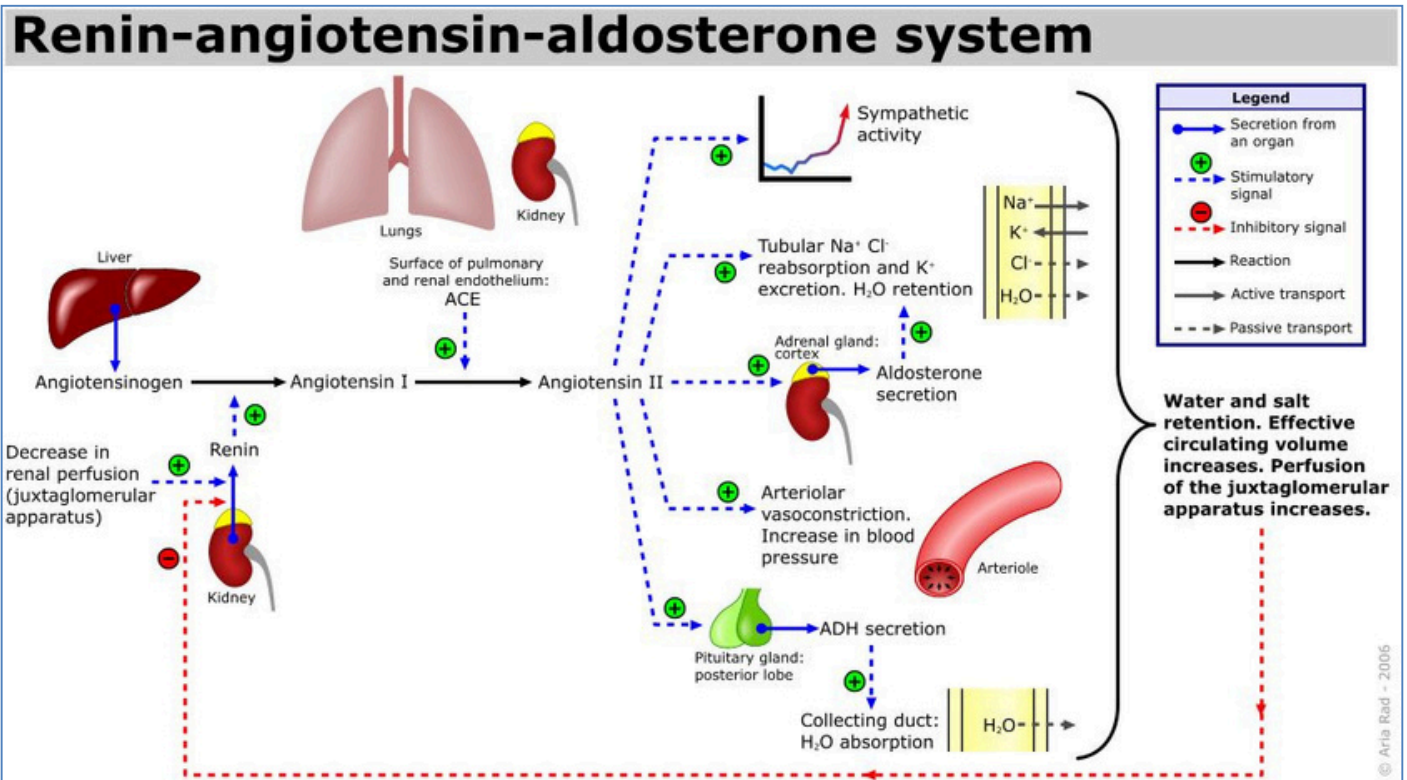 Renin-angiotensin-aldosterone system
Legend
Secretion from
an organ
+
Stimulatory
signal
−
Inhibitory signal
Reaction
Active transport
Passive transport
Lungs
Kidney
Surface of pulmonary
and renal endothelium:
ACE
+
Liver
Angiotensinogen
Angiotensin I
Angiotensin II
Decrease in
renal perfusion
(juxtaglomerular
apparatus)
+
Renin
+
−
Kidney
+
Sympathetic
activity
+
Tubular Na⁺ Cl⁻
reabsorption and K⁺
excretion. H₂O retention
Na⁺
K⁺
Cl⁻
H₂O
+
Adrenal gland:
cortex
+
Aldosterone
secretion
+
Arteriolar
vasoconstriction.
Increase in blood
pressure
Arteriole
+
Pituitary gland:
posterior lobe
ADH secretion
+
Collecting duct:
H₂O absorption
H₂O
Water and salt
retention. Effective
circulating volume
increases. Perfusion
of the juxtaglomerular
apparatus increases.
© Aria Rad - 2006